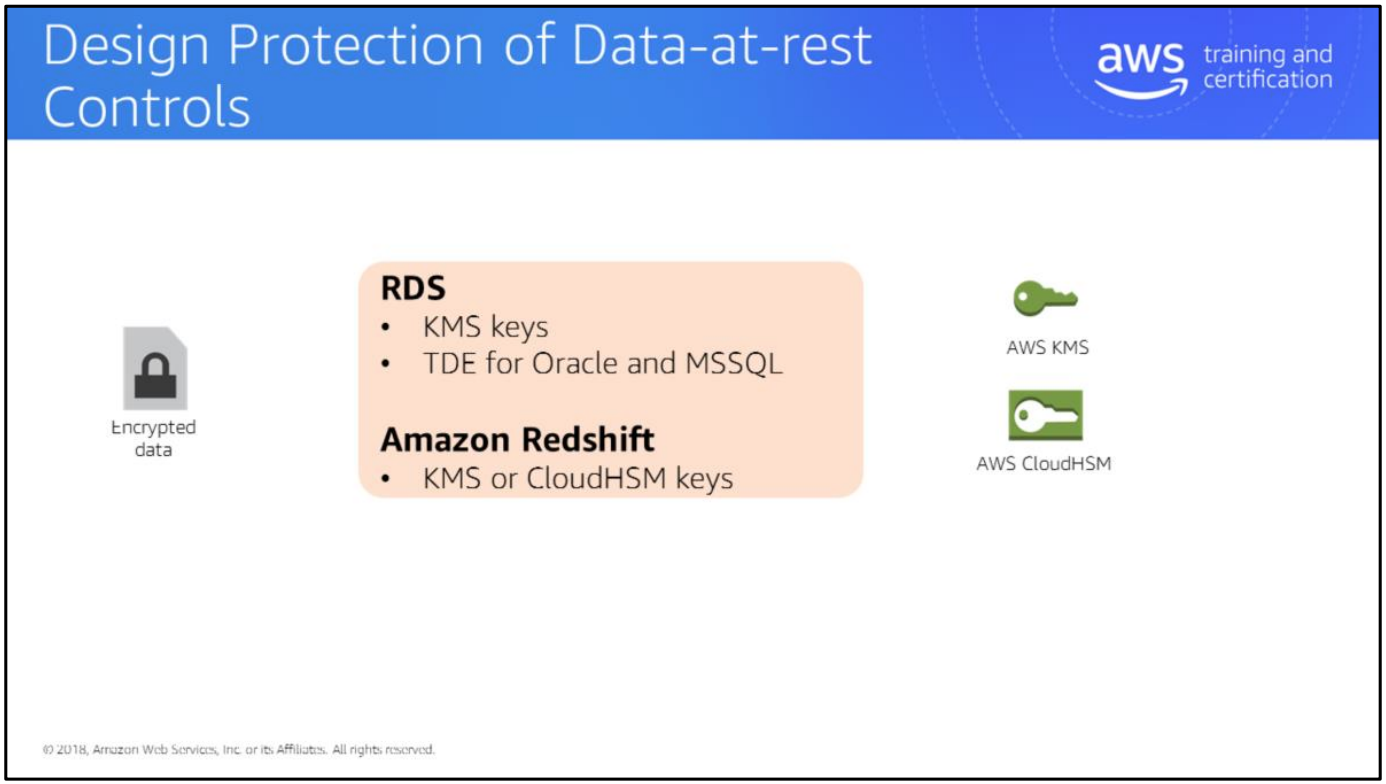 Design Protection of Data-at-rest
Controls
aws training and
certification
RDS
• KMS keys
• TDE for Oracle and MSSQL
Amazon Redshift
• KMS or CloudHSM keys
Encrypted
data
AWS KMS
AWS CloudHSM
© 2018, Amazon Web Services, Inc. or its Affiliates. All rights reserved.